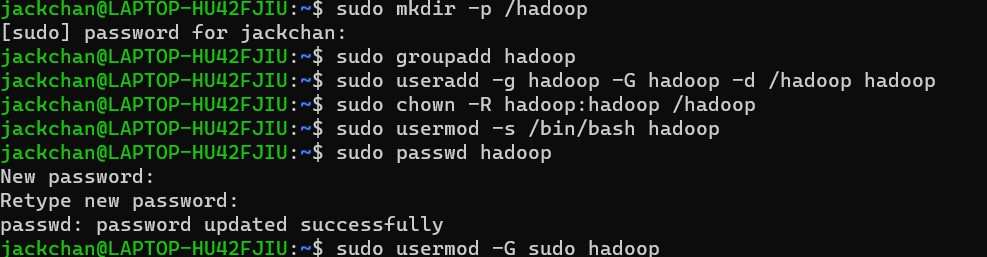 jackchan@LAPTOP-HU42FJIU:~$ sudo mkdir -p /hadoop
[sudo] password for jackchan:
jackchan@LAPTOP-HU42FJIU:~$ sudo groupadd hadoop
jackchan@LAPTOP-HU42FJIU:~$ sudo useradd -g hadoop -G hadoop -d /hadoop hadoop
jackchan@LAPTOP-HU42FJIU:~$ sudo chown -R hadoop:hadoop /hadoop
jackchan@LAPTOP-HU42FJIU:~$ sudo usermod -s /bin/bash hadoop
jackchan@LAPTOP-HU42FJIU:~$ sudo passwd hadoop
New password:
Retype new password:
passwd: password updated successfully
jackchan@LAPTOP-HU42FJIU:~$ sudo usermod -G sudo hadoop